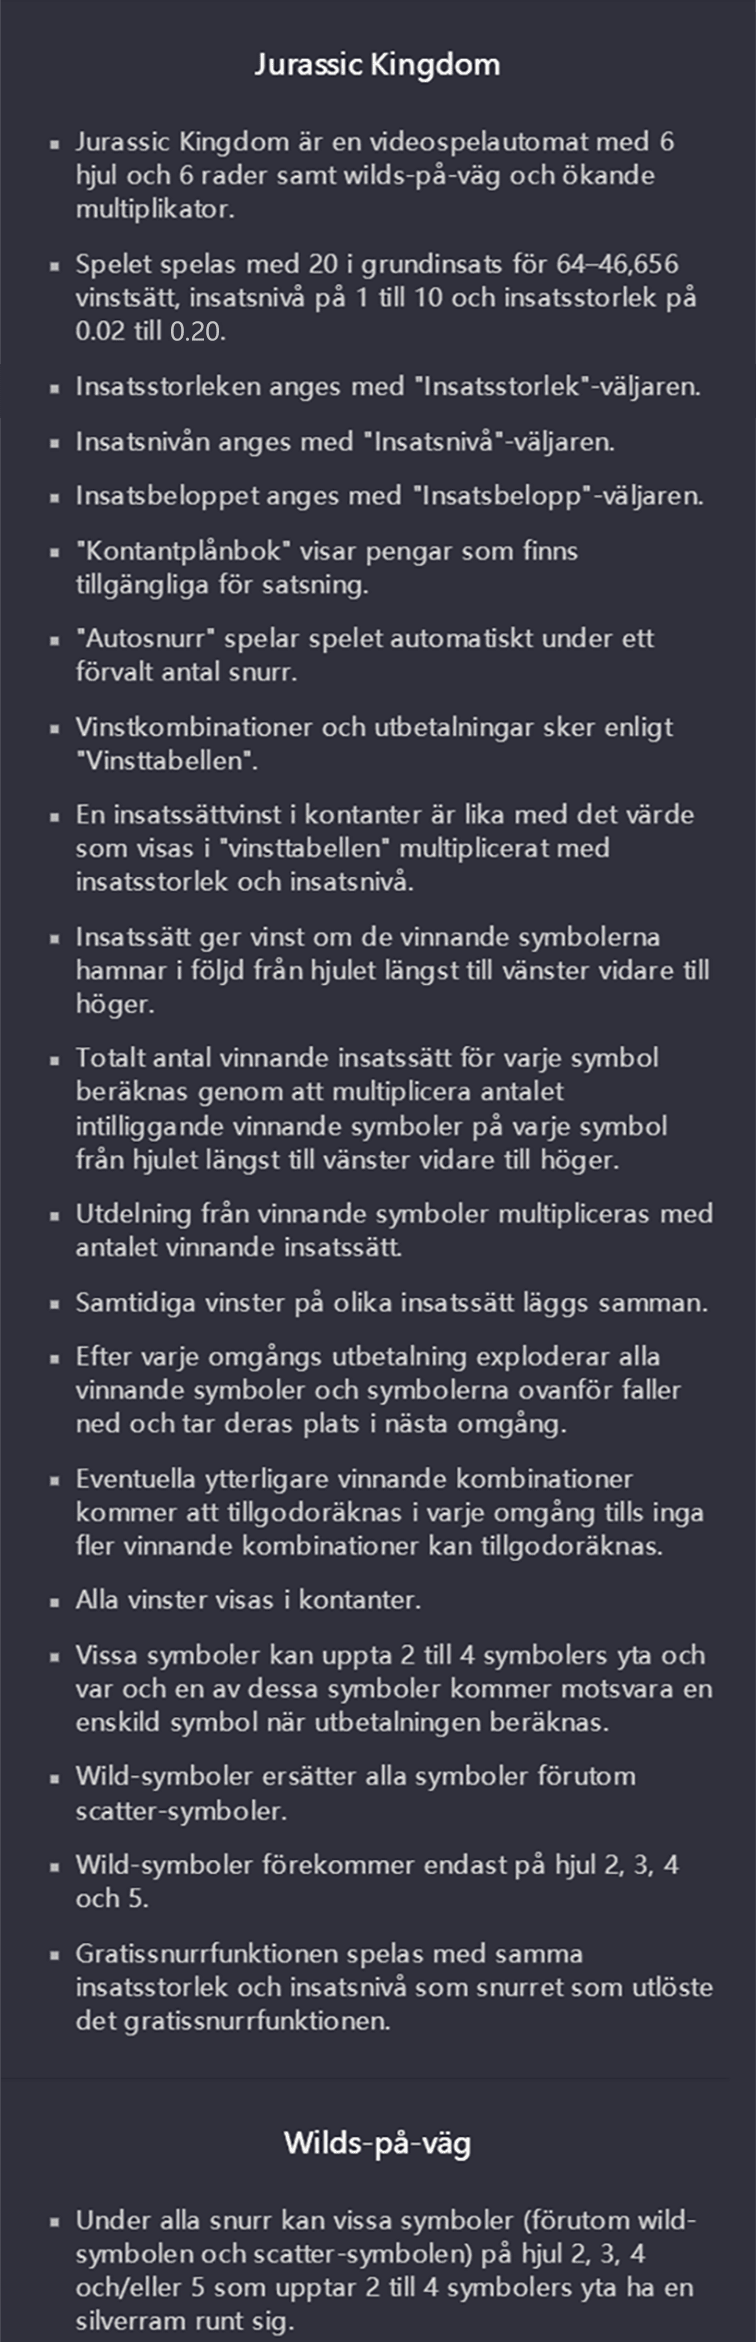 Jurassic Kingdom
▪ Jurassic Kingdom är en videospelautomat med 6
hjul och 6 rader samt wilds-på-väg och ökande
multiplikator.
▪ Spelet spelas med 20 i grundinsats för 64–46,656
vinstsätt, insatsnivå på 1 till 10 och insatsstorlek på
0.02 till 0.20.
▪ Insatsstorleken anges med "Insatsstorlek"-väljaren.
▪ Insatsnivån anges med "Insatsnivå"-väljaren.
▪ Insatsbeloppet anges med "Insatsbelopp"-väljaren.
▪ "Kontantplånbok" visar pengar som finns
tillgängliga för satsning.
▪ "Autosnurr" spelar spelet automatiskt under ett
förvalt antal snurr.
▪ Vinstkombinationer och utbetalningar sker enligt
"Vinsttabellen".
▪ En insatssättvinst i kontanter är lika med det värde
som visas i "vinsttabellen" multiplicerat med
insatsstorlek och insatsnivå.
▪ Insatssätt ger vinst om de vinnande symbolerna
hamnar i följd från hjulet längst till vänster vidare till
höger.
▪ Totalt antal vinnande insatssätt för varje symbol
beräknas genom att multiplicera antalet
intilliggande vinnande symboler på varje symbol
från hjulet längst till vänster vidare till höger.
▪ Utdelning från vinnande symboler multipliceras med
antalet vinnande insatssätt.
▪ Samtidiga vinster på olika insatssätt läggs samman.
▪ Efter varje omgångs utbetalning exploderar alla
vinnande symboler och symbolerna ovanför faller
ned och tar deras plats i nästa omgång.
▪ Eventuella ytterligare vinnande kombinationer
kommer att tillgodoräknas i varje omgång tills inga
fler vinnande kombinationer kan tillgodoräknas.
▪ Alla vinster visas i kontanter.
▪ Vissa symboler kan uppta 2 till 4 symbolers yta och
var och en av dessa symboler kommer motsvara en
enskild symbol när utbetalningen beräknas.
▪ Wild-symboler ersätter alla symboler förutom
scatter-symboler.
▪ Wild-symboler förekommer endast på hjul 2, 3, 4
och 5.
▪ Gratissnurrfunktionen spelas med samma
insatsstorlek och insatsnivå som snurret som utlöste
det gratissnurrfunktionen.
Wilds-på-väg
▪ Under alla snurr kan vissa symboler (förutom wild-
symbolen och scatter-symbolen) på hjul 2, 3, 4
och/eller 5 som upptar 2 till 4 symbolers yta ha en
silverram runt sig.